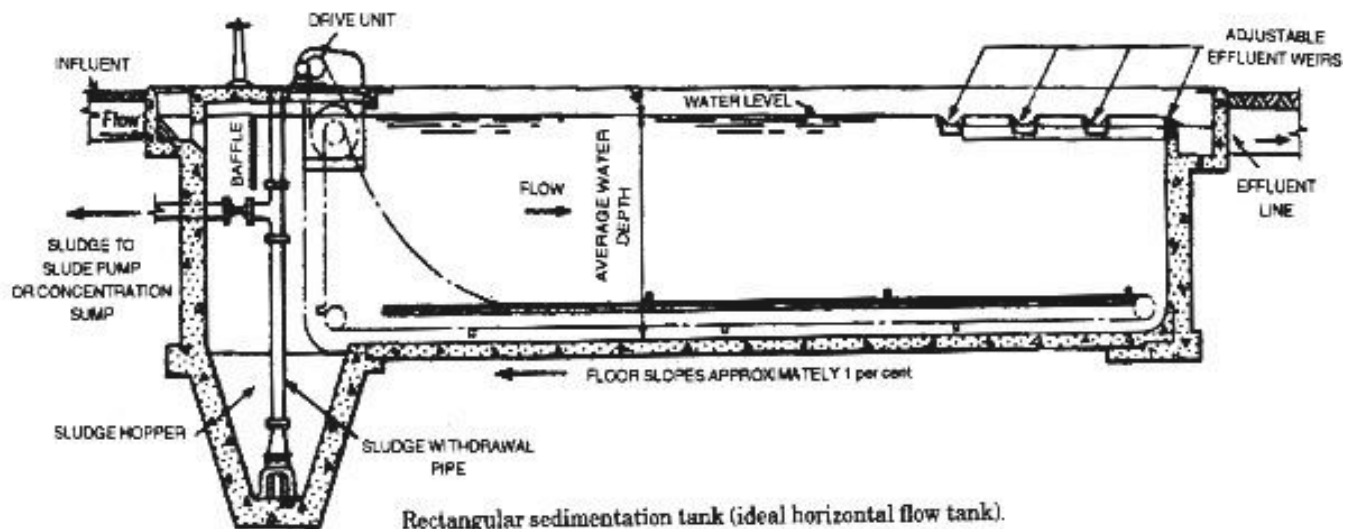 DRIVE UNIT
INFLUENT
Flow
BAFFLE
SLUDGE TO
SLUDE PUMP
OR CONCENTRATION
SUMP
SLUDGE HOPPER
SLUDGE WITHDRAWAL
PIPE
FLOW
AVERAGE WATER
DEPTH
WATER LEVEL
ADJUSTABLE
EFFLUENT WEIRS
EFFLUENT
LINE
FLOOR SLOPES APPROXIMATELY 1 per cent
Rectangular sedimentation tank (ideal horizontal flow tank).